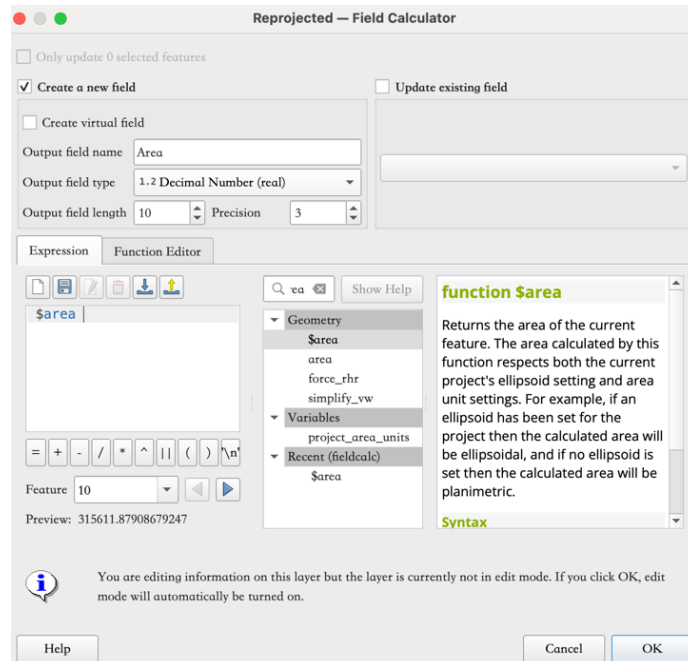 Reprojected — Field Calculator
Only update 0 selected features
Create a new field
Update existing field
Create virtual field
Output field name Area
Output field type 1.2 Decimal Number (real)
Output field length 10 Precision 3
Expression Function Editor
ea Show Help
$area
= + - / * ^ || ( ) '\n'
Feature 10
Preview: 315611.87908679247
Geometry
$area
area
force_rhr
simplify_vw
Variables
project_area_units
Recent (fieldcalc)
$area
function $area
Returns the area of the current
feature. The area calculated by this
function respects both the current
project's ellipsoid setting and area
unit settings. For example, if an
ellipsoid has been set for the
project then the calculated area will
be ellipsoidal, and if no ellipsoid is
set then the calculated area will be
planimetric.
Syntax
You are editing information on this layer but the layer is currently not in edit mode. If you click OK, edit
mode will automatically be turned on.
Help Cancel OK